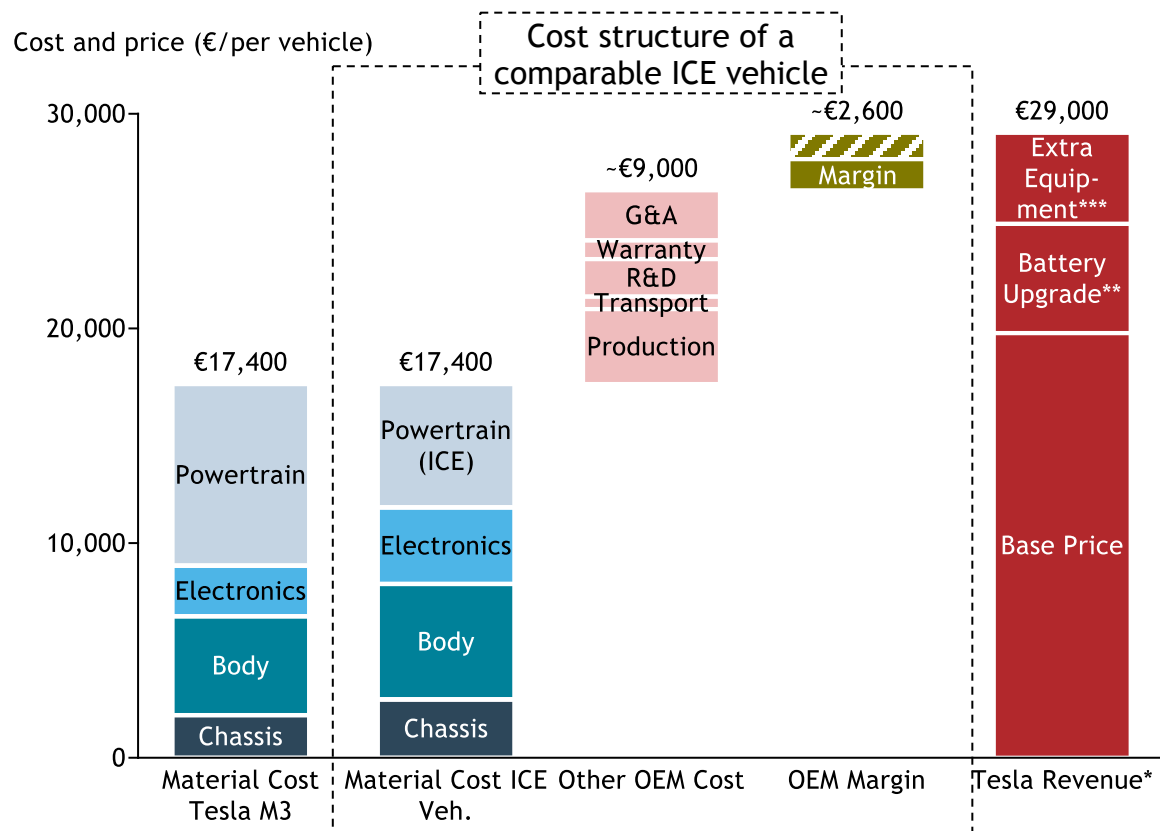 Cost and price (€/per vehicle)
Cost structure of a
comparable ICE vehicle
30,000
20,000
10,000
0
€17,400
Powertrain
Electronics
Body
Chassis
Material Cost
Tesla M3
€17,400
Powertrain
(ICE)
Electronics
Body
Chassis
Material Cost ICE
Veh.
~€9,000
G&A
Warranty
R&D
Transport
Production
Other OEM Cost
~€2,600
Margin
OEM Margin
€29,000
Extra
Equip-
ment***
Battery
Upgrade**
Base Price
Tesla Revenue*